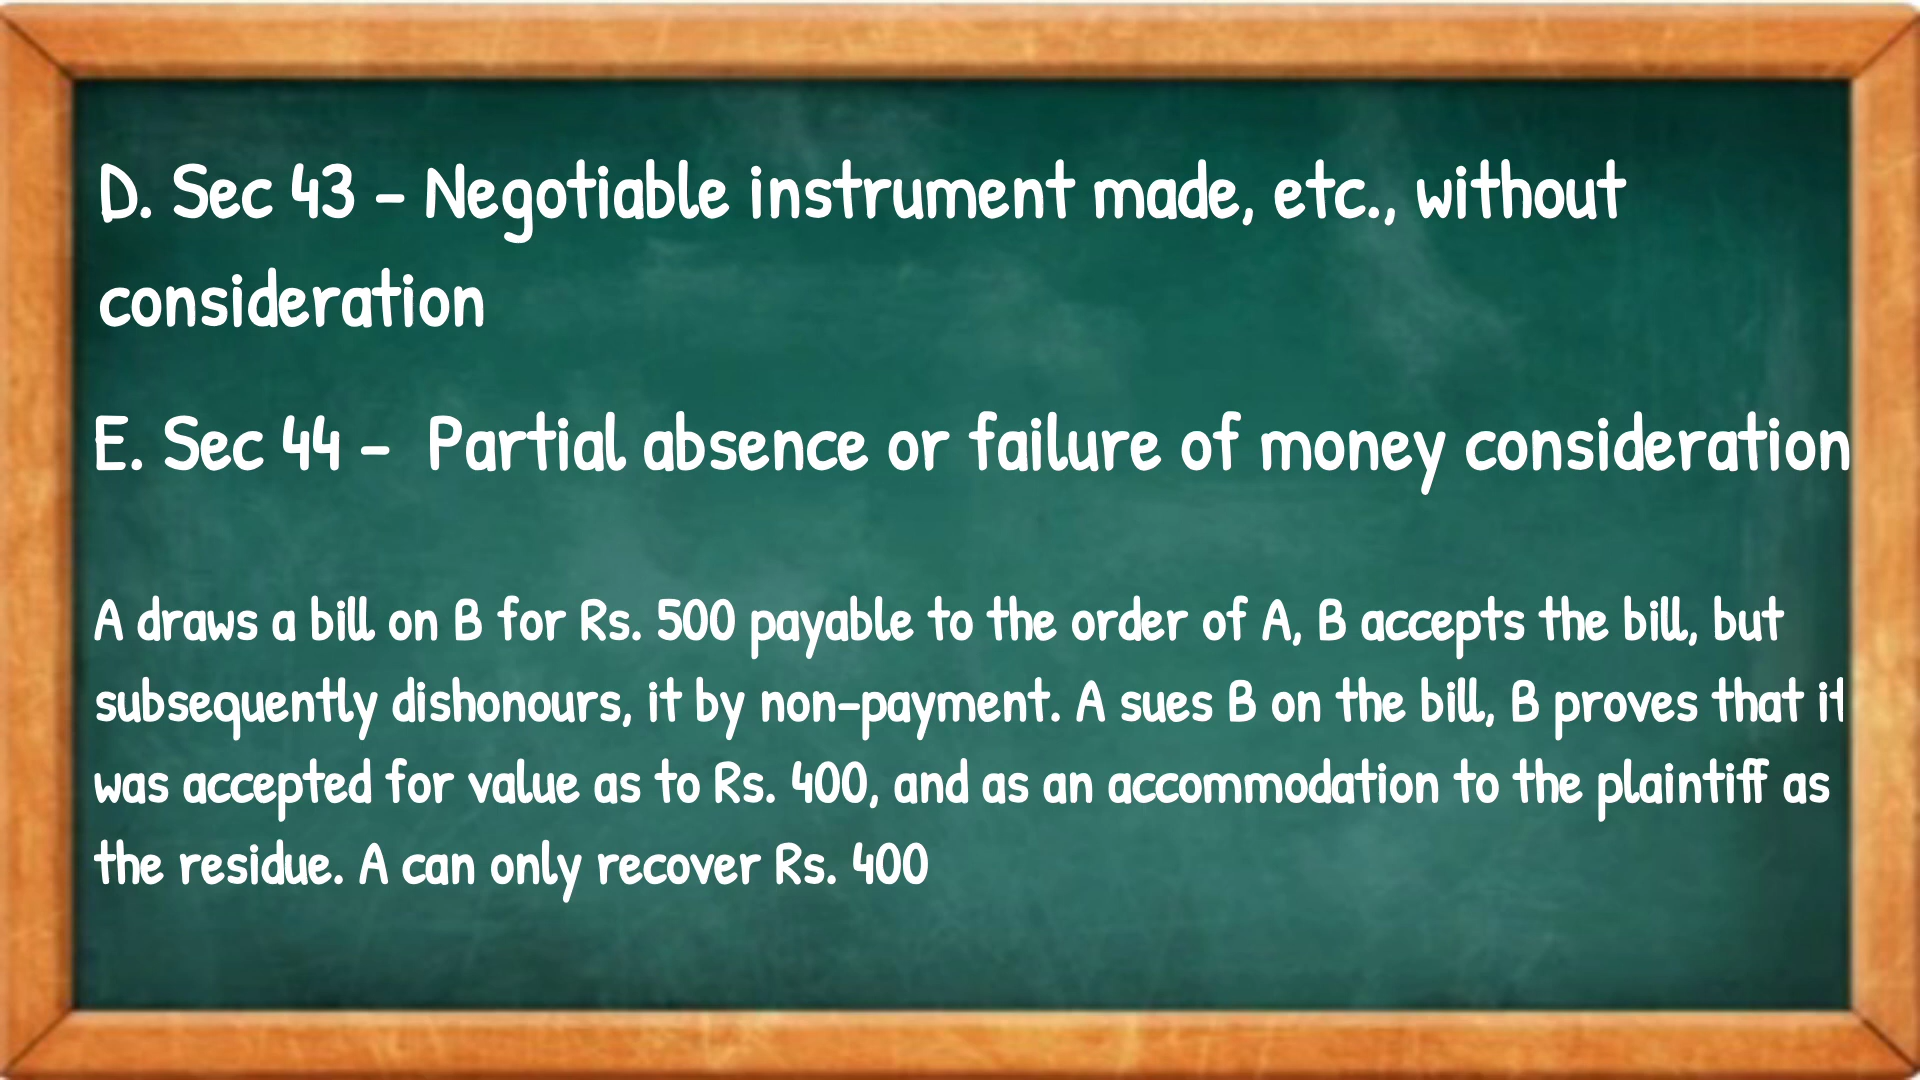 D. Sec 43 - Negotiable instrument made, etc., without
consideration
E. Sec 44 - Partial absence or failure of money consideration
A draws a bill on B for Rs. 500 payable to the order of A, B accepts the bill, but
subsequently dishonours, it by non-payment. A sues B on the bill, B proves that it
was accepted for value as to Rs. 400, and as an accommodation to the plaintiff as
the residue. A can only recover Rs. 400